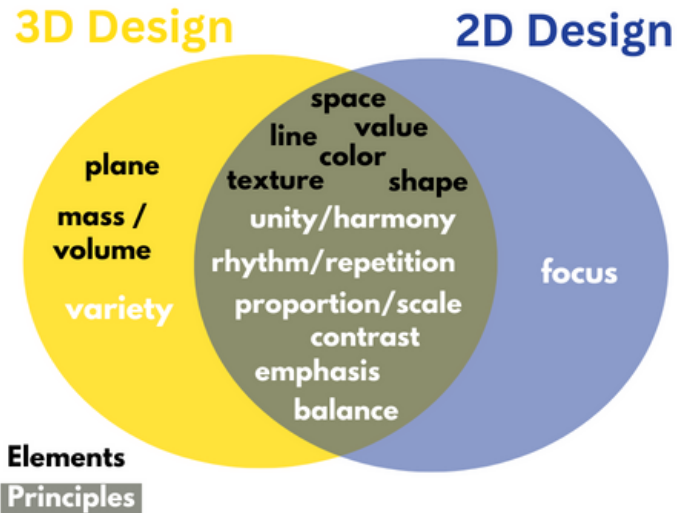 3D Design
2D Design
plane
mass /
volume
variety
space
line
value
color
texture
shape
unity/harmony
rhythm/repetition
proportion/scale
contrast
emphasis
balance
focus
Elements
Principles